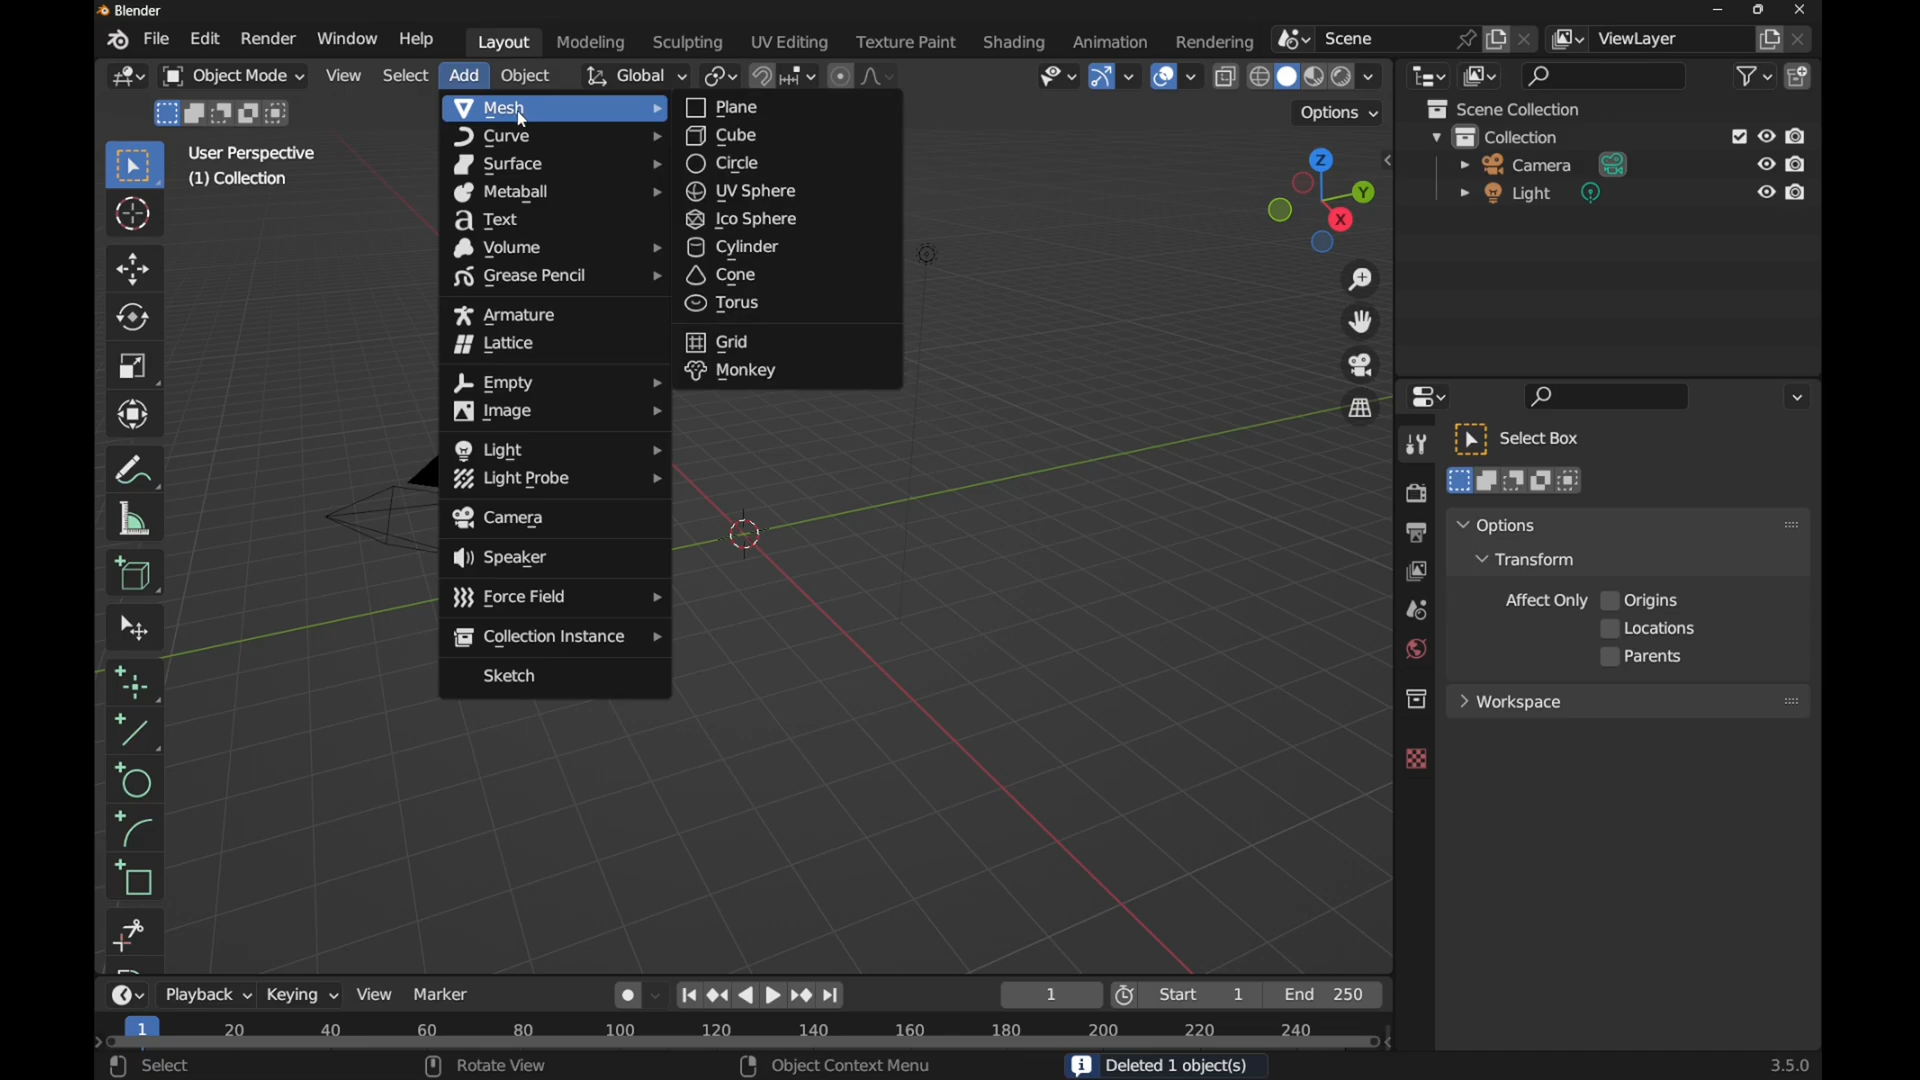 Blender
File Edit Render Window Help Layout Modeling Sculpting UV Editing Texture Paint Shading Animation Rendering Scene ViewLayer
Object Mode View Select Add Object Global
Options
User Perspective
(1) Collection
Mesh
Curve
Surface
Metaball
Text
Volume
Grease Pencil
Armature
Lattice
Empty
Image
Light
Light Probe
Camera
Speaker
Force Field
Collection Instance
Sketch
Plane
Cube
Circle
UV Sphere
Ico Sphere
Cylinder
Cone
Torus
Grid
Monkey
Z
Y
X
Scene Collection
Collection
Camera
Light
Select Box
Options
Transform
Affect Only Origins
Locations
Parents
Workspace
Playback Keying View Marker 1 Start 1 End 250
1 20 40 60 80 100 120 140 160 180 200 220 240
Select Rotate View Object Context Menu Deleted 1 object(s) 3.5.0